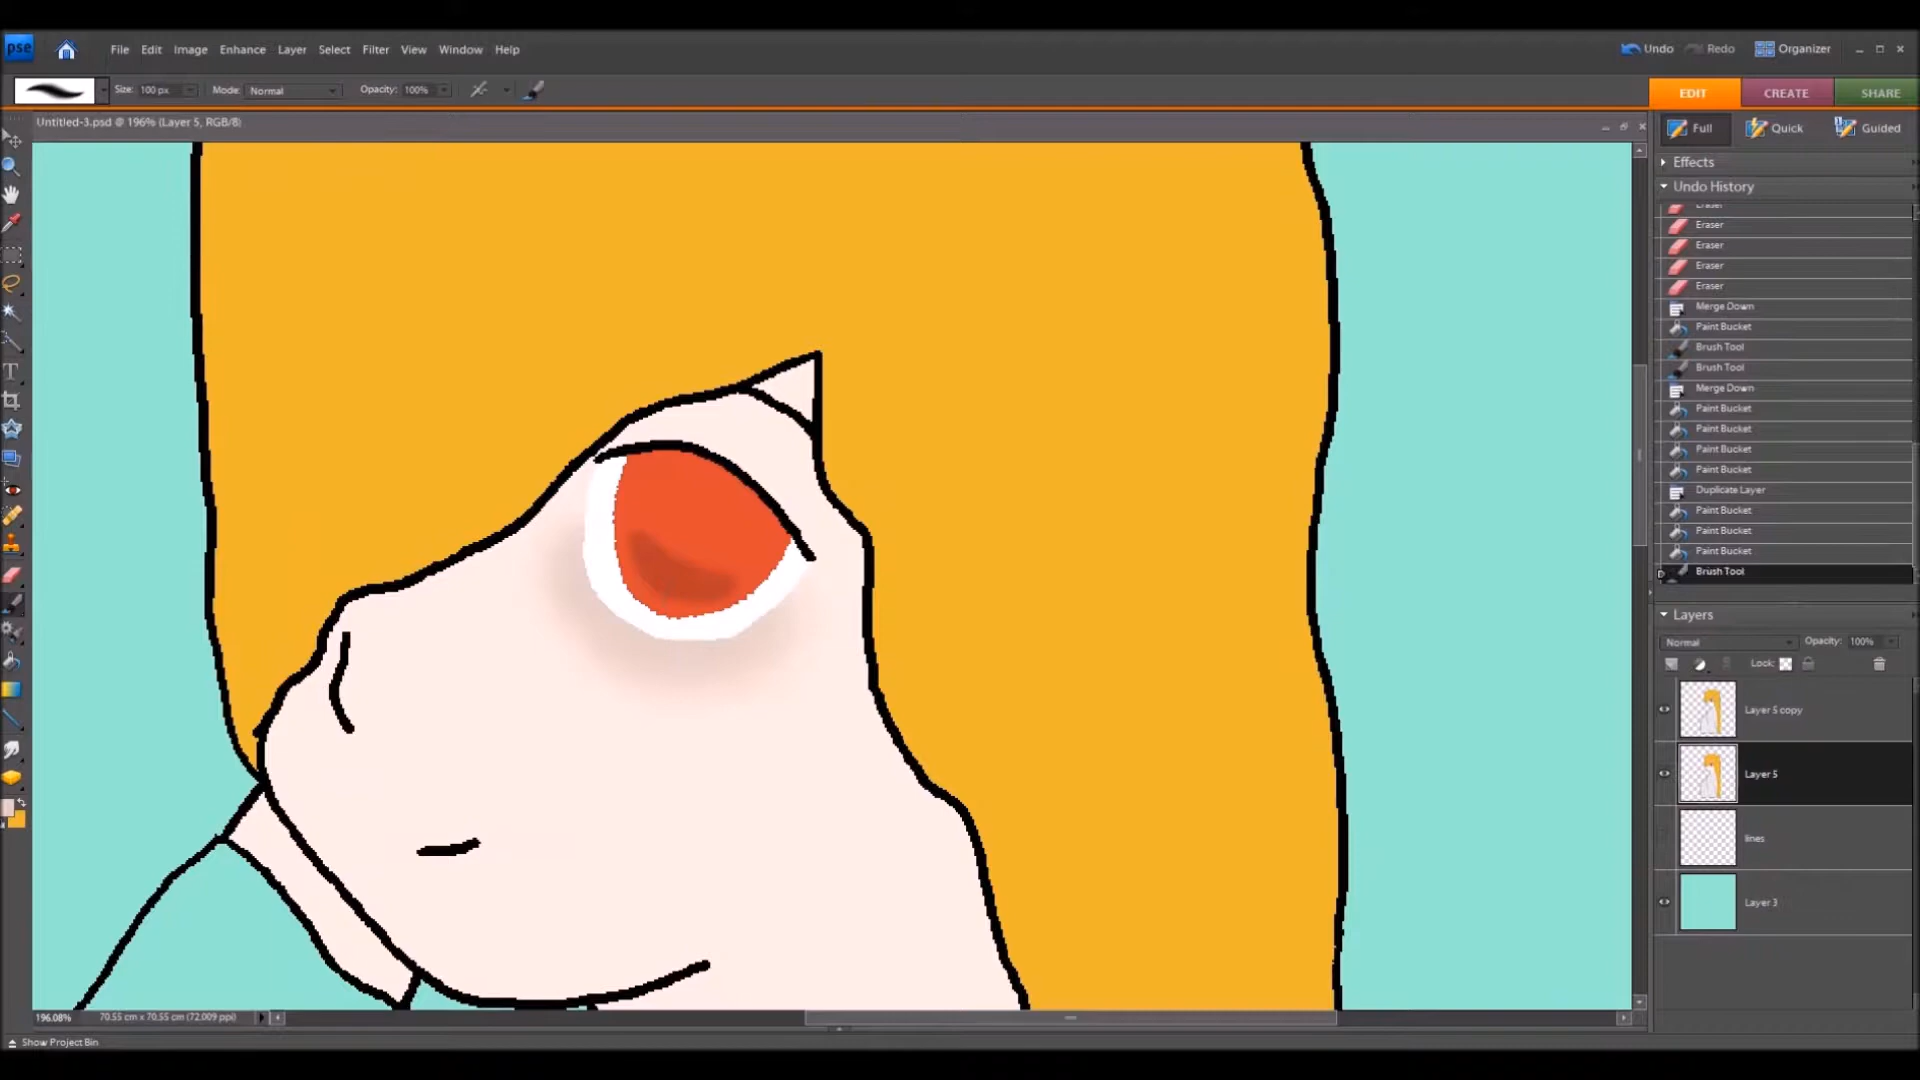 pse
File Edit Image Enhance Layer Select Filter View Window Help
Undo Redo Organizer
Size: 100 px Mode: Normal Opacity: 100%
EDIT CREATE SHARE
Untitled-3.psd @ 196% (Layer 5, RGB/8)
Full Quick Guided
Effects
Undo History
Eraser
Eraser
Eraser
Eraser
Eraser
Merge Down
Paint Bucket
Brush Tool
Brush Tool
Merge Down
Paint Bucket
Paint Bucket
Paint Bucket
Paint Bucket
Duplicate Layer
Paint Bucket
Paint Bucket
Paint Bucket
Brush Tool
Layers
Normal Opacity: 100%
Lock:
Layer 5 copy
Layer 5
lines
Layer 3
196.08% 70.55 cm x 70.55 cm (72.009 ppi)
Show Project Bin